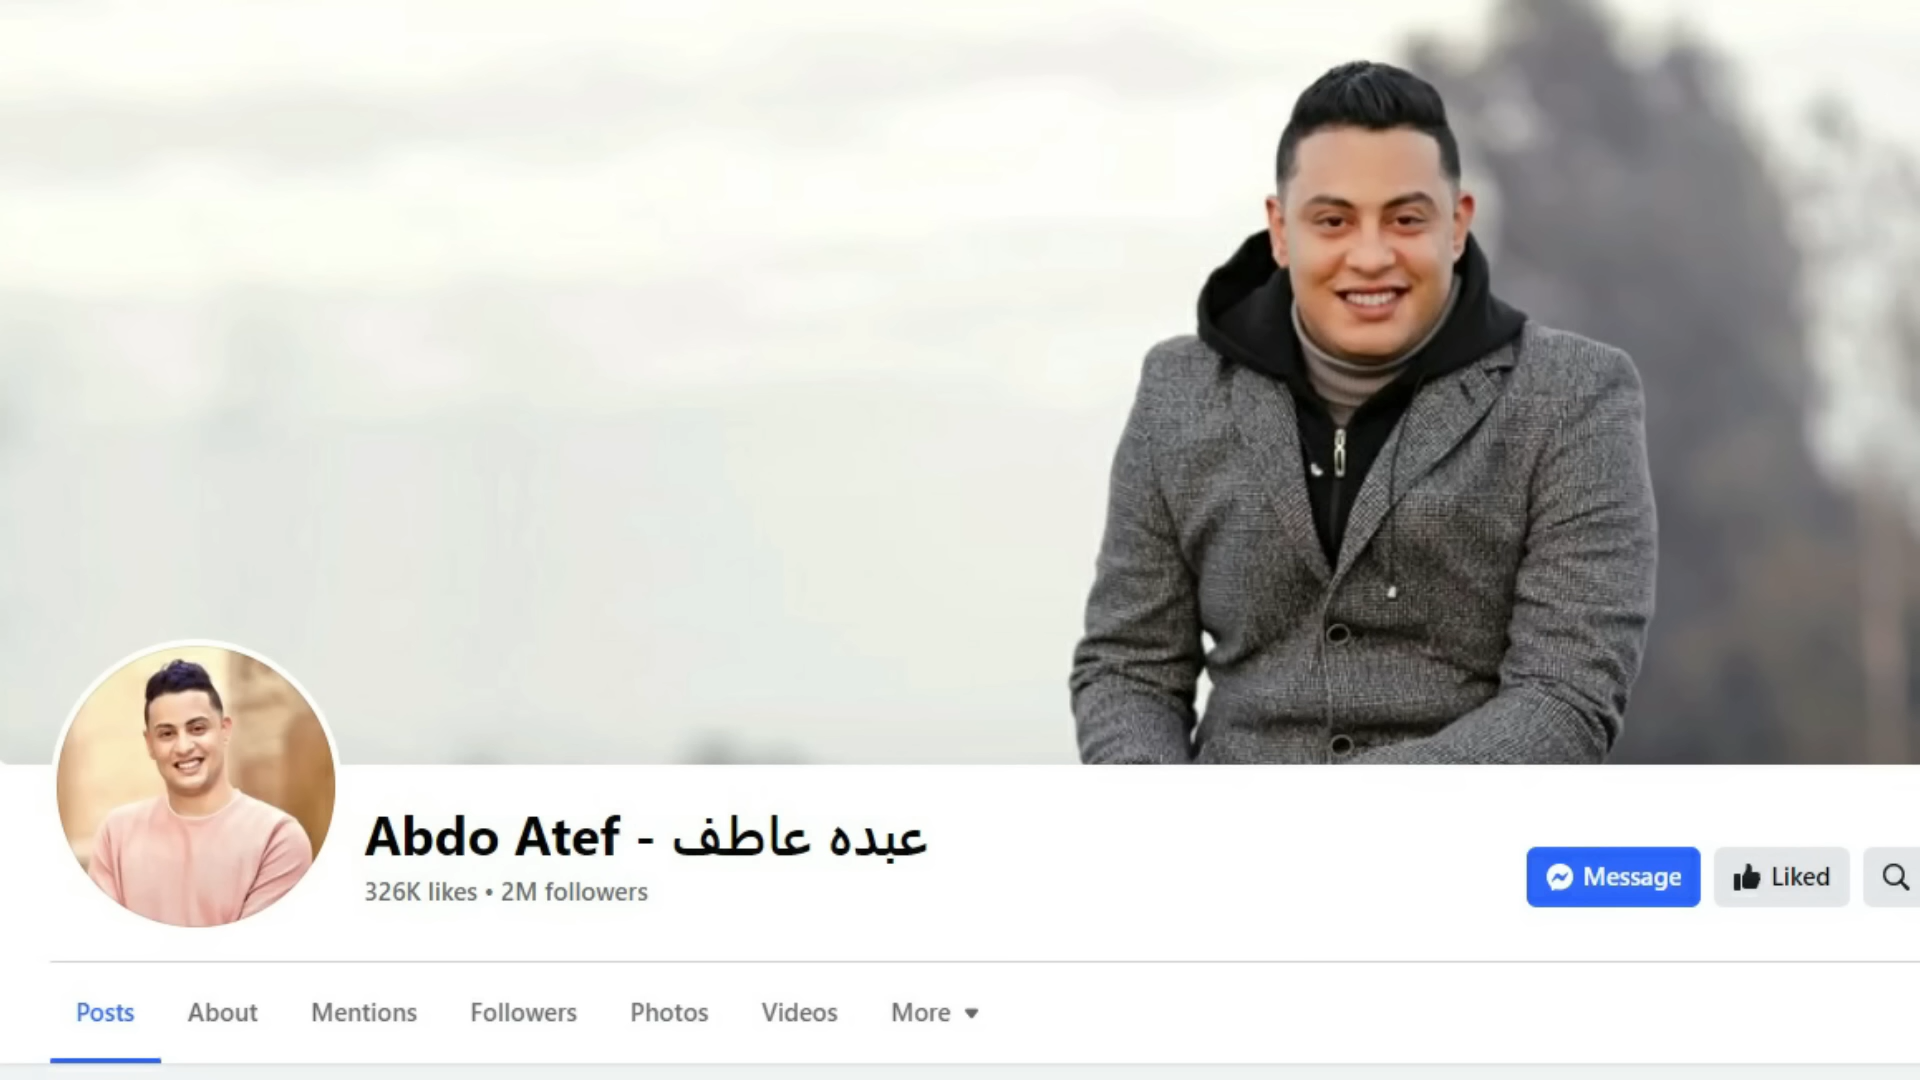 Abdo Atef - عبده عاطف
326K likes • 2M followers
Message
Liked
Posts
About
Mentions
Followers
Photos
Videos
More